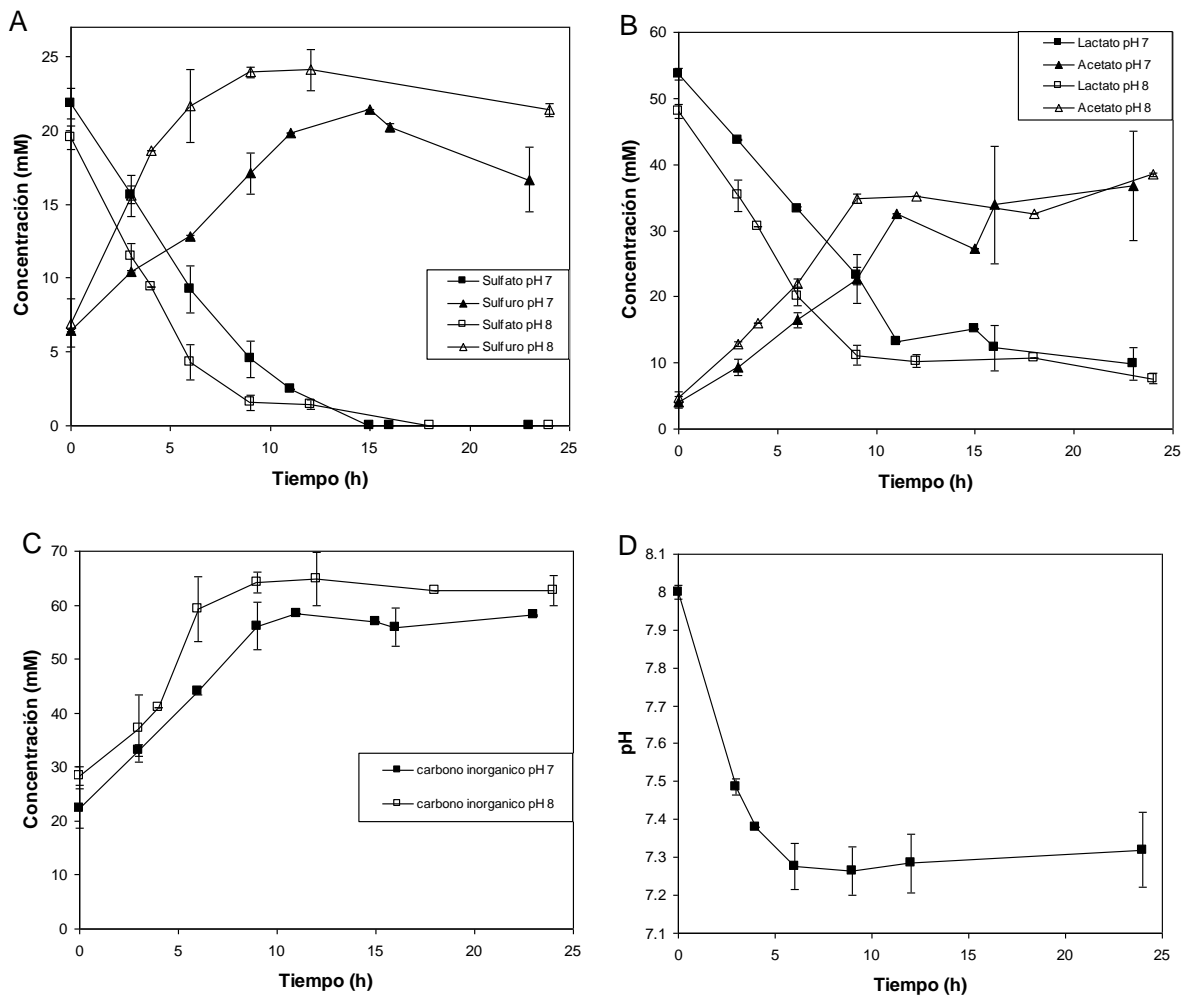 A
Concentración (mM)
25
20
15
10
5
0
0 5 10 15 20 25
Tiempo (h)
Sulfato pH 7
Sulfuro pH 7
Sulfato pH 8
Sulfuro pH 8
B
Concentración (mM)
60
50
40
30
20
10
0
0 5 10 15 20 25
Tiempo (h)
Lactato pH 7
Acetato pH 7
Lactato pH 8
Acetato pH 8
C
Concentración (mM)
70
60
50
40
30
20
10
0
0 5 10 15 20 25
Tiempo (h)
carbono inorganico pH 7
carbono inorganico pH 8
D
pH
8.1
8
7.9
7.8
7.7
7.6
7.5
7.4
7.3
7.2
7.1
0 5 10 15 20 25
Tiempo (h)